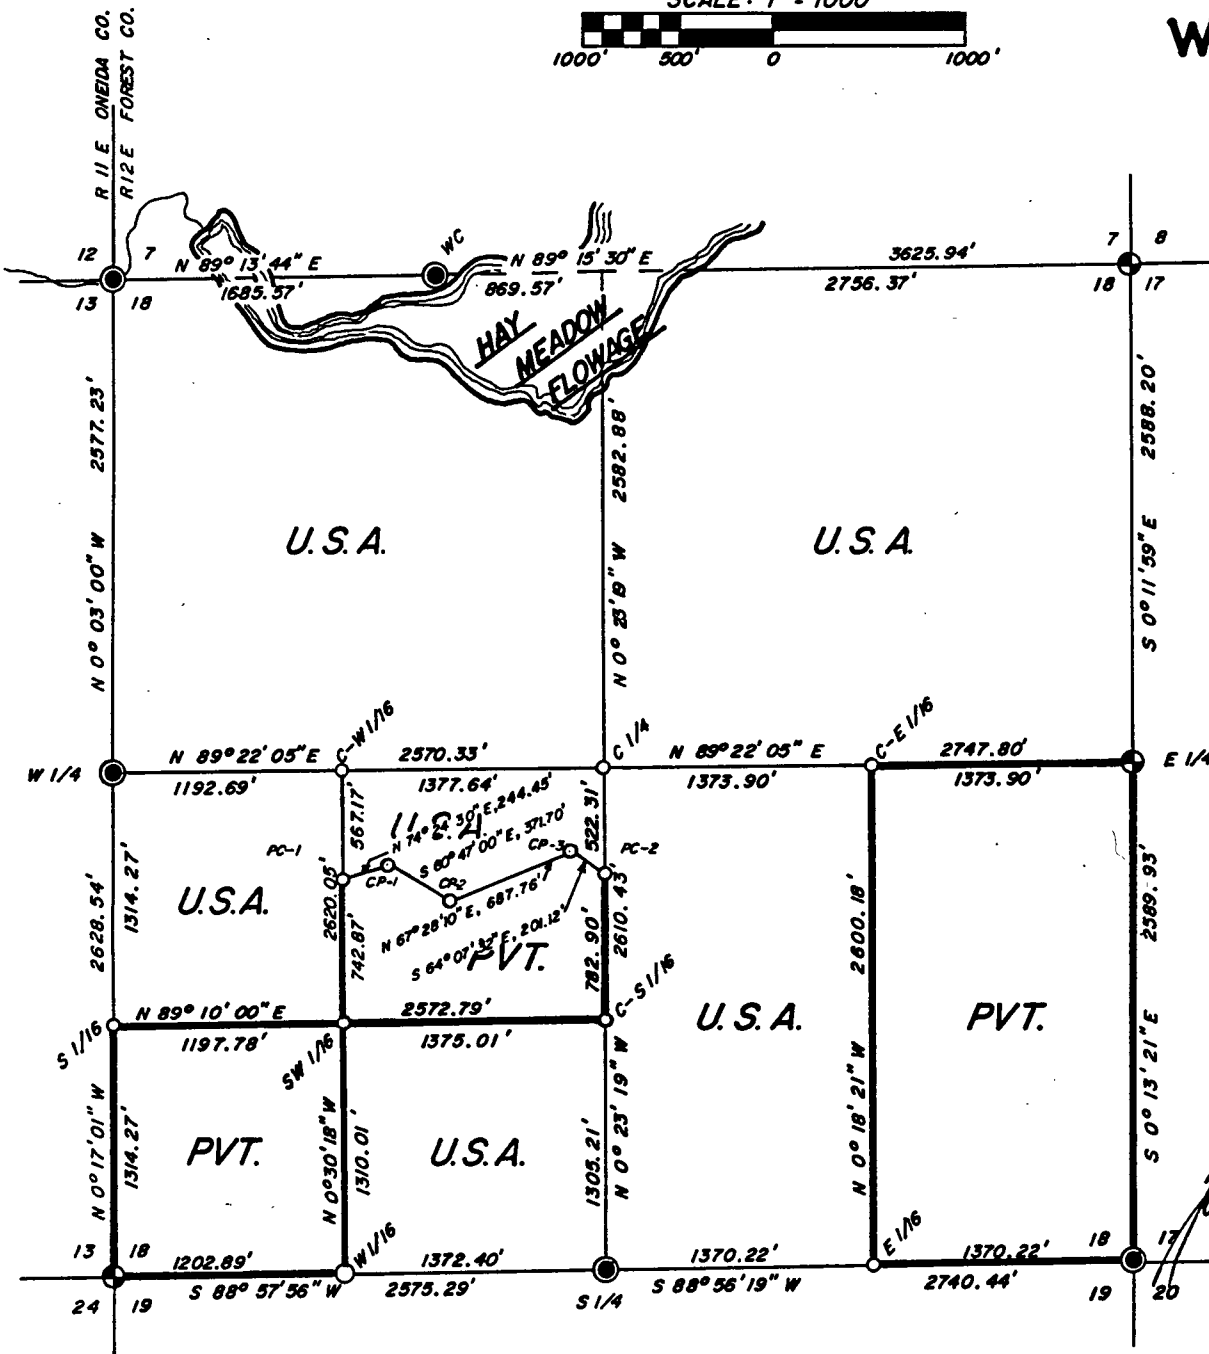 SCALE: 1" = 1000'
W
1000' 500' 0 1000'
R 11 E ONEIDA CO.
R 12 E FOREST CO.
12 7
13 18
N 89° 13' 44" E
1685.57'
WC
N 89° 15' 30" E
869.57'
3625.94'
2756.37'
7 8
18 17
HAY
MEADOW
FLOWAGE
2577.23'
N 0° 03' 00" W
2582.88'
N 0° 23' 19" W
2588.20'
S 0° 11' 59" E
U.S.A.
U.S.A.
W 1/4
N 89° 22' 05" E
1192.69'
C-W 1/16
2570.33'
1377.64'
C 1/4
N 89° 22' 05" E
1373.90'
C-E 1/16
2747.80'
1373.90'
E 1/4
567.17'
U.S.A.
N 74° 24' 30" E, 244.45'
S 60° 47' 00" E, 371.70'
522.31'
PC-1
CP-1
CP-2
CP-3
PC-2
N 67° 28' 10" E, 687.76'
S 64° 07' 32" E, 201.12'
2628.54'
1314.27'
U.S.A.
2620.05'
742.87'
PVT.
782.90'
2610.43'
2600.18'
2589.93'
S 1/16
N 89° 10' 00" E
1197.78'
SW 1/16
2572.79'
1375.01'
C-S 1/16
U.S.A.
PVT.
N 0° 17' 01" W
1314.27'
PVT.
N 0° 30' 18" W
1310.01'
U.S.A.
1305.21'
N 0° 23' 19" W
N 0° 18' 21" W
S 0° 13' 21" E
13 18
24 19
1202.89'
S 88° 57' 56" W
W 1/16
1372.40'
2575.29'
S 1/4
1370.22'
S 88° 56' 19" W
E 1/16
1370.22'
2740.44'
18 17
19 20